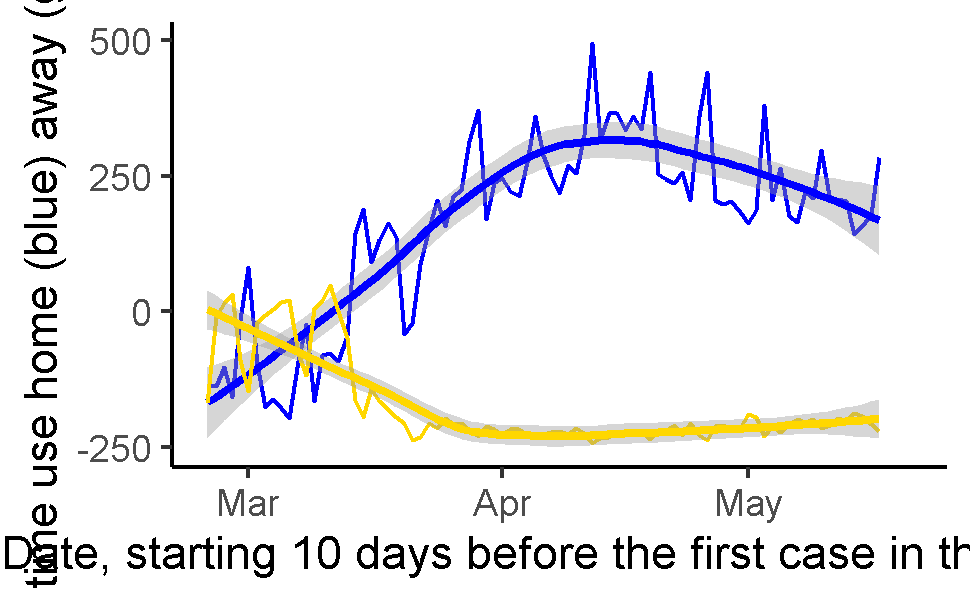 time use home (blue) away (
500
250
0
-250
Mar Apr May
Date, starting 10 days before the first case in th